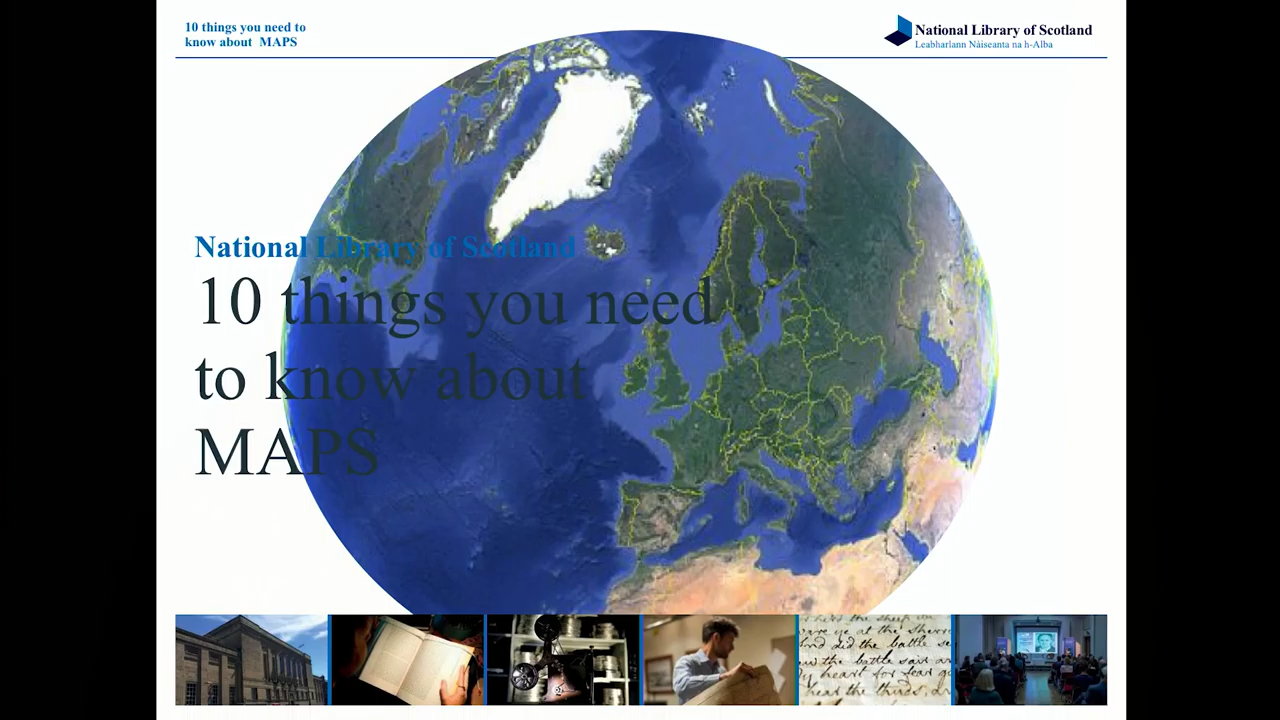 10 things you need to
know about MAPS
National Library of Scotland
Leabharlann Nàiseanta na h-Alba
National Library of Scotland
10 things you need
to know about
MAPS